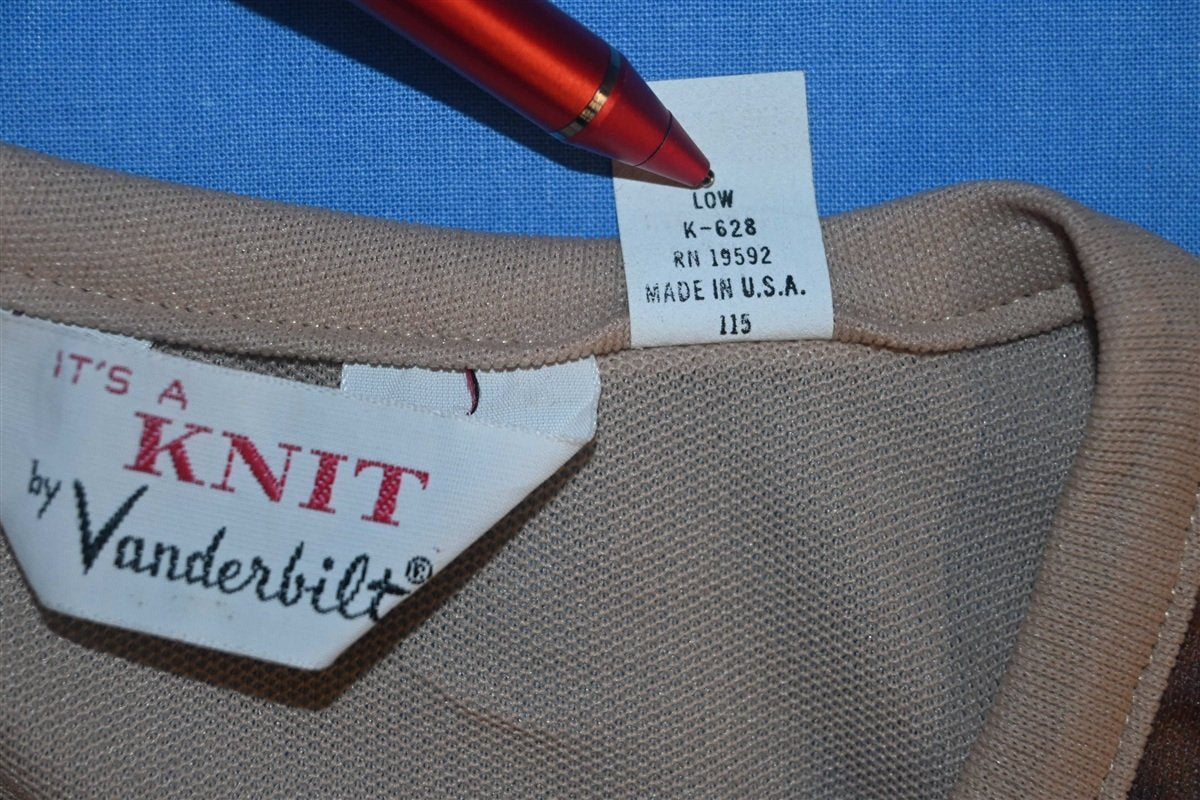 LOW
K-628
RN 19592
MADE IN U.S.A.
115
IT'S A
KNIT
by Vanderbilt®